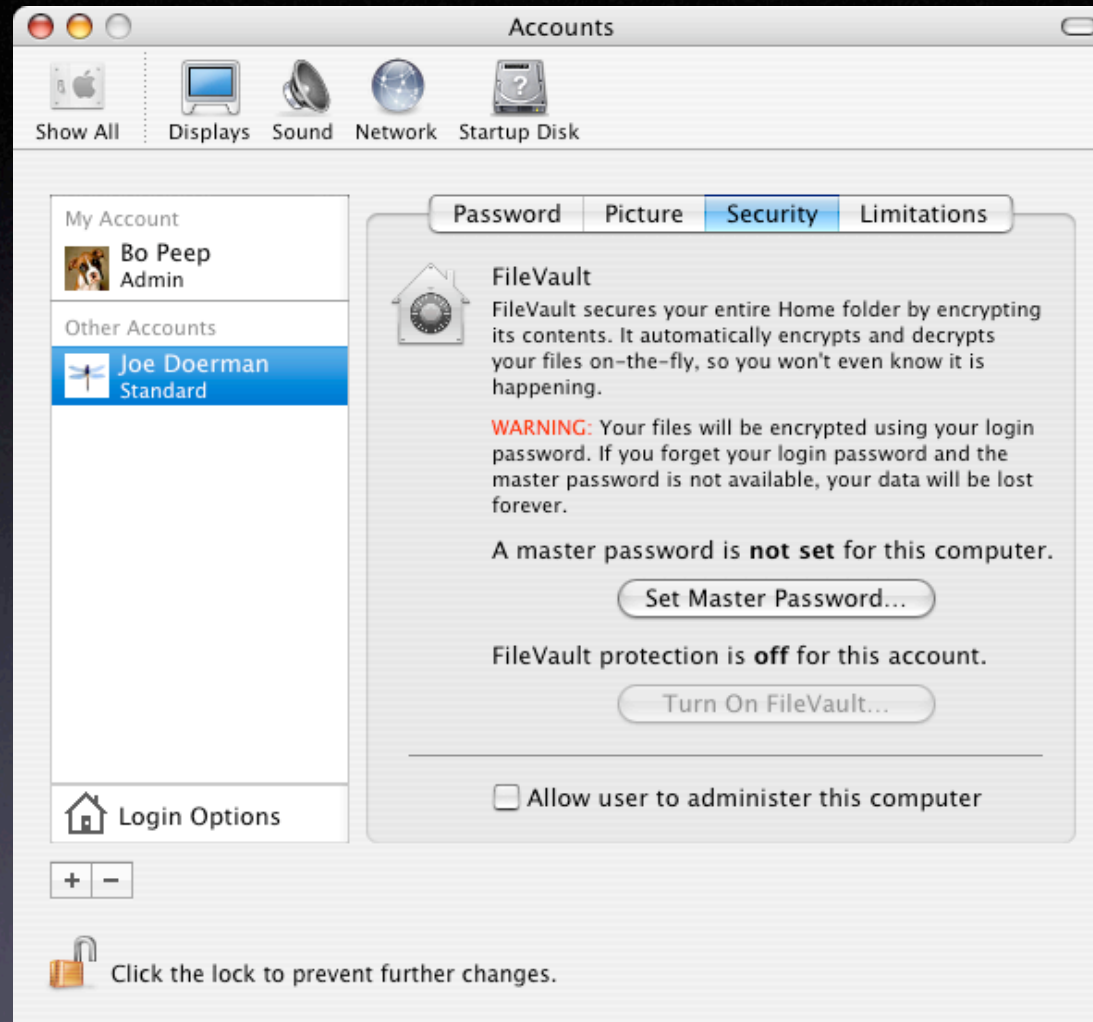 Accounts
Show All
Displays
Sound
Network
Startup Disk
My Account
Bo Peep
Admin
Other Accounts
Joe Doerman
Standard
Login Options
Password
Picture
Security
Limitations
FileVault
FileVault secures your entire Home folder by encrypting
its contents. It automatically encrypts and decrypts
your files on-the-fly, so you won't even know it is
happening.
WARNING: Your files will be encrypted using your login
password. If you forget your login password and the
master password is not available, your data will be lost
forever.
A master password is not set for this computer.
Set Master Password...
FileVault protection is off for this account.
Turn On FileVault...
Allow user to administer this computer
+ −
Click the lock to prevent further changes.